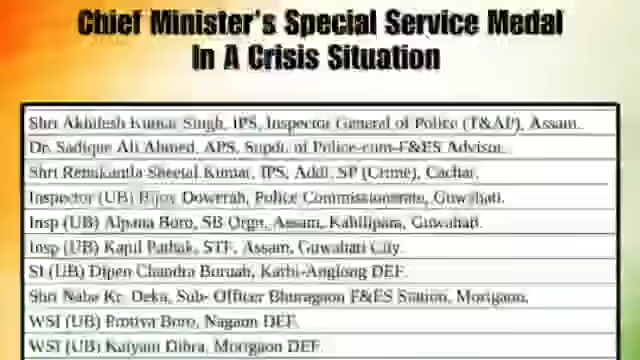 Chief Minister's Special Service Medal
In A Crisis Situation
Shri Akhilesh Kumar Singh, IPS, Inspector General of Police (T&AP), Assam.
Dr. Sadique Ali Ahmed, APS, Supdt. of Police-cum-F&ES Advisor.
Shri Sheetal Kumar, IPS, Addl. SP (Crime), Cachar.
Inspector (UB) Bijoy Dowerah, Police Commissionerate, Guwahati.
Insp (UB) Alpana Boro, SB Orgn, Assam, Kahilipara, Guwahati.
Insp (UB) Kapil Pathak, STF, Assam, Guwahati City.
SI (UB) Dipen Chandra Boruah, Karbi-Anglong DEF.
Shri Naba Kr. Deka, Sub- Officer Bhuragaon F&ES Station, Morigaon.
WSI (UB) Boro, Nagaon DEF.
WSI (UB) Kalyani Morigaon DEF.